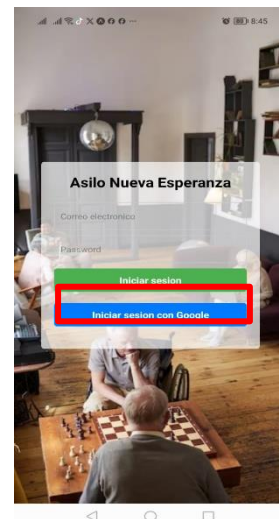 8:45
Asilo Nueva Esperanza
Correo electronico
Password
Iniciar sesion
Iniciar sesion con Google